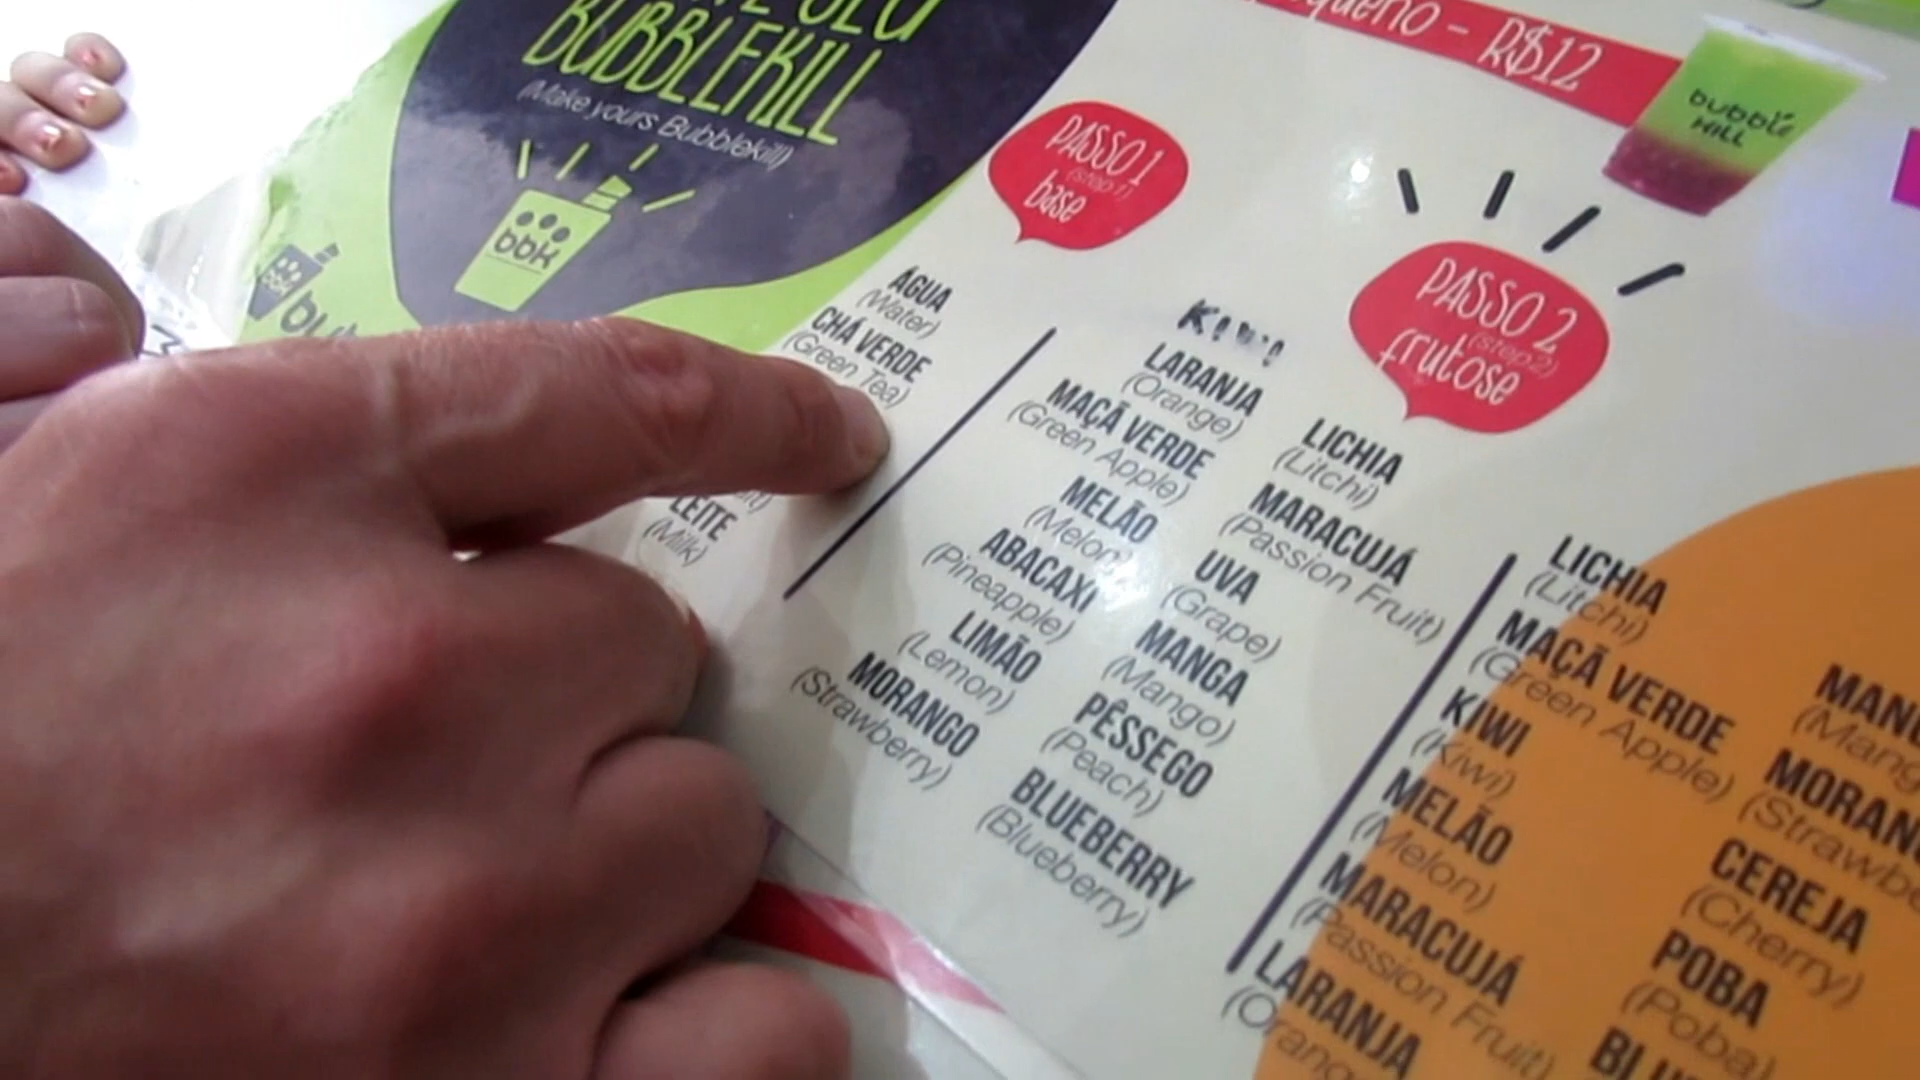 BUBBLEKILL
(Make yours Bubblekill)
bbk
- R$12
bubble
KILL
PASSO 1
(step 1)
base
ÁGUA
(Water)
CHÁ VERDE
(Green Tea)
LEITE
(Milk)
PASSO 2
(step 2)
frutose
LARANJA
(Orange)
MAÇÃ VERDE
(Green Apple)
MELÃO
(Melon)
ABACAXI
(Pineapple)
LIMÃO
(Lemon)
MORANGO
(Strawberry)
LICHIA
(Litchi)
MARACUJÁ
(Passion Fruit)
UVA
(Grape)
MANGA
(Mango)
PÊSSEGO
(Peach)
BLUEBERRY
(Blueberry)
LICHIA
(Litchi)
MAÇÃ VERDE
(Green Apple)
KIWI
(Kiwi)
MELÃO
(Melon)
MARACUJÁ
(Passion Fruit)
LARANJA
CEREJA
(Cherry)
POBA
(Poba)